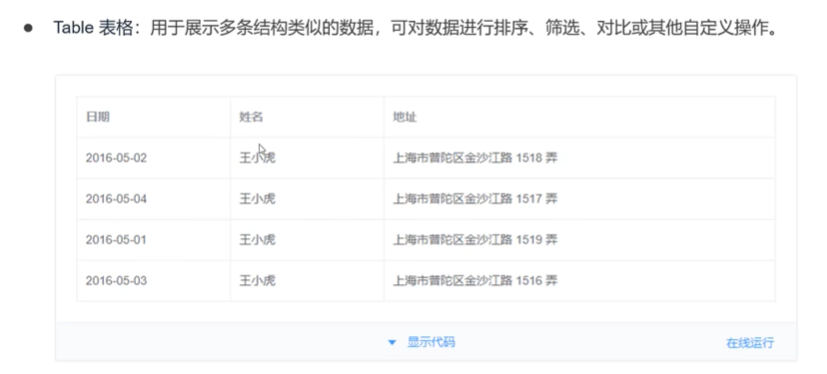 ● Table 表格：用于展示多条结构类似的数据，可对数据进行排序、筛选、对比或其他自定义操作。
日期 姓名 地址
2016-05-02 王小虎 上海市普陀区金沙江路 1518 弄
2016-05-04 王小虎 上海市普陀区金沙江路 1517 弄
2016-05-01 王小虎 上海市普陀区金沙江路 1519 弄
2016-05-03 王小虎 上海市普陀区金沙江路 1516 弄
显示代码 在线运行